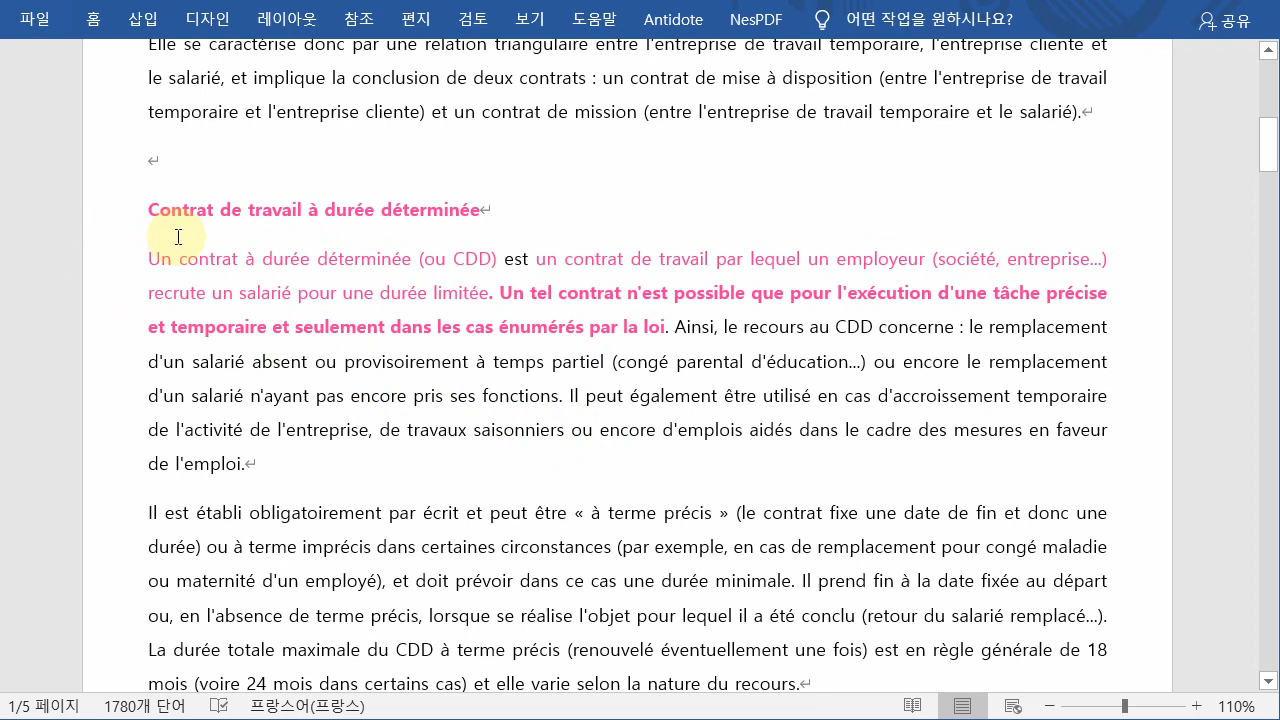 파일 홈 삽입 디자인 레이아웃 참조 편지 검토 보기 도움말 Antidote NesPDF 어떤 작업을 원하시나요? 공유
Elle se caractérise donc par une relation triangulaire entre l'entreprise de travail temporaire, l'entreprise cliente et
le salarié, et implique la conclusion de deux contrats : un contrat de mise à disposition (entre l'entreprise de travail
temporaire et l'entreprise cliente) et un contrat de mission (entre l'entreprise de travail temporaire et le salarié).
Contrat de travail à durée déterminée
Un contrat à durée déterminée (ou CDD) est un contrat de travail par lequel un employeur (société, entreprise...)
recrute un salarié pour une durée limitée. Un tel contrat n'est possible que pour l'exécution d'une tâche précise
et temporaire et seulement dans les cas énumérés par la loi. Ainsi, le recours au CDD concerne : le remplacement
d'un salarié absent ou provisoirement à temps partiel (congé parental d'éducation...) ou encore le remplacement
d'un salarié n'ayant pas encore pris ses fonctions. Il peut également être utilisé en cas d'accroissement temporaire
de l'activité de l'entreprise, de travaux saisonniers ou encore d'emplois aidés dans le cadre des mesures en faveur
de l'emploi.
Il est établi obligatoirement par écrit et peut être « à terme précis » (le contrat fixe une date de fin et donc une
durée) ou à terme imprécis dans certaines circonstances (par exemple, en cas de remplacement pour congé maladie
ou maternité d'un employé), et doit prévoir dans ce cas une durée minimale. Il prend fin à la date fixée au départ
ou, en l'absence de terme précis, lorsque se réalise l'objet pour lequel il a été conclu (retour du salarié remplacé...).
La durée totale maximale du CDD à terme précis (renouvelé éventuellement une fois) est en règle générale de 18
mois (voire 24 mois dans certains cas) et elle varie selon la nature du recours.
1/5 페이지 1780개 단어 프랑스어(프랑스) 110%